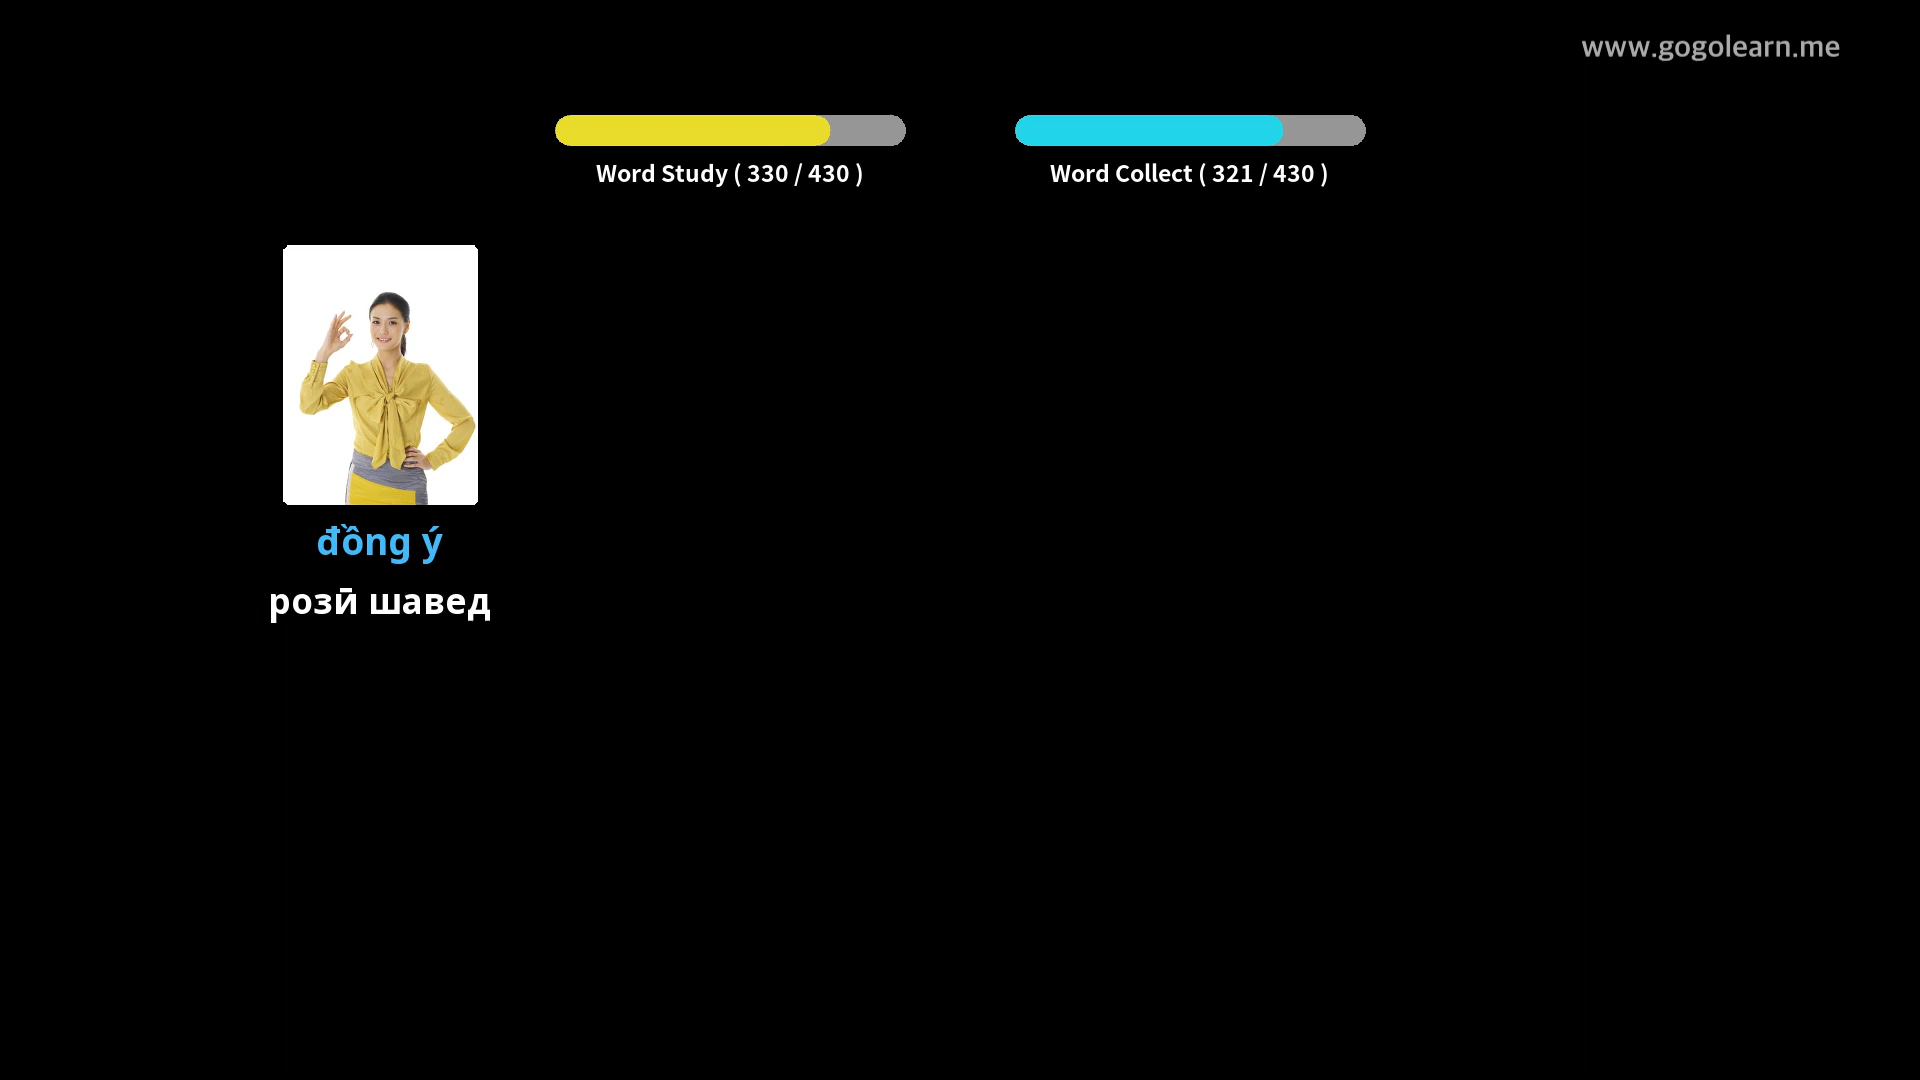 www.gogolearn.me
Word Study ( 330 / 430 )
Word Collect ( 321 / 430 )
đồng ý
розӣ шавед